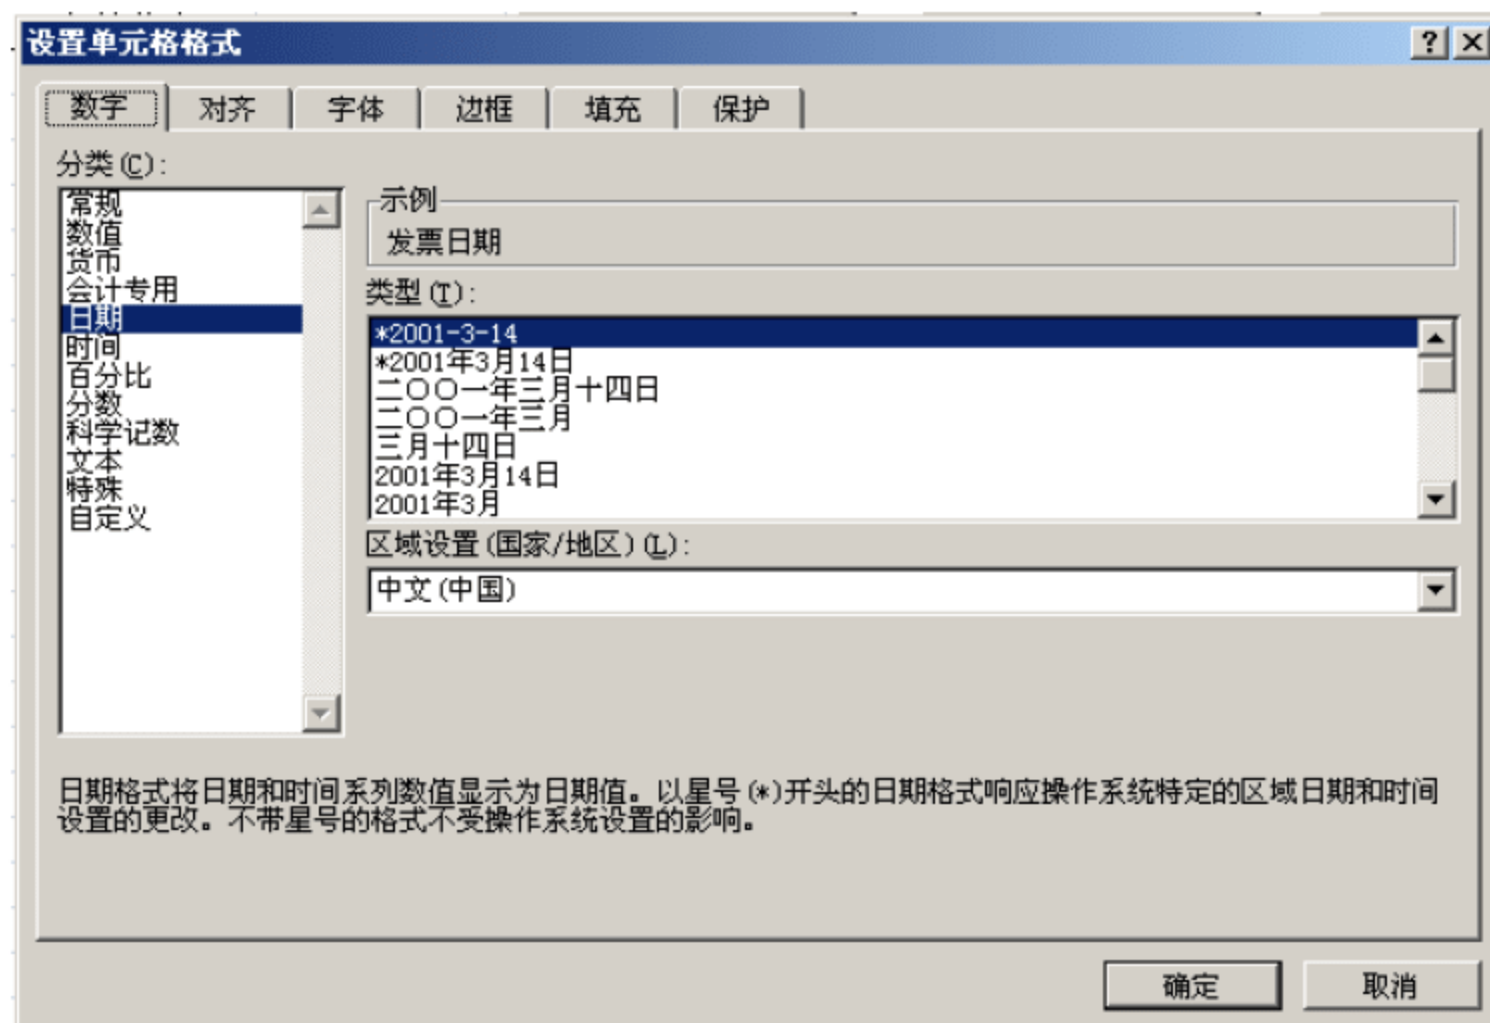 设置单元格格式
数字 对齐 字体 边框 填充 保护
分类(C):
常规
数值
货币
会计专用
日期
时间
百分比
分数
科学记数
文本
特殊
自定义
示例
发票日期
类型(T):
*2001-3-14
*2001年3月14日
二〇〇一年三月十四日
二〇〇一年三月
三月十四日
2001年3月14日
2001年3月
区域设置(国家/地区)(L):
中文(中国)
日期格式将日期和时间系列数值显示为日期值。以星号(*)开头的日期格式响应操作系统特定的区域日期和时间
设置的更改。不带星号的格式不受操作系统设置的影响。
确定 取消